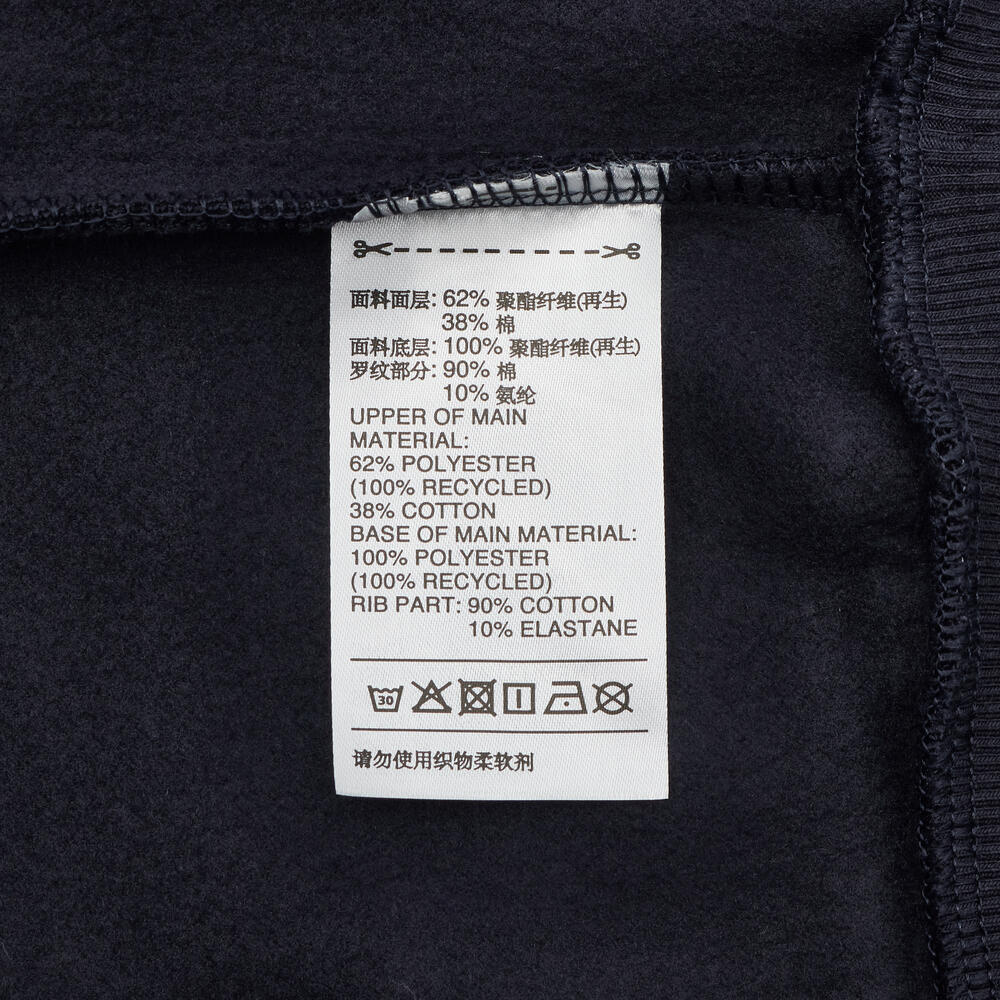 面料面层: 62% 聚酯纤维(再生)
38% 棉
面料底层: 100% 聚酯纤维(再生)
罗纹部分: 90% 棉
10% 氨纶
UPPER OF MAIN
MATERIAL:
62% POLYESTER
(100% RECYCLED)
38% COTTON
BASE OF MAIN MATERIAL:
100% POLYESTER
(100% RECYCLED)
RIB PART: 90% COTTON
10% ELASTANE
30
请勿使用织物柔软剂